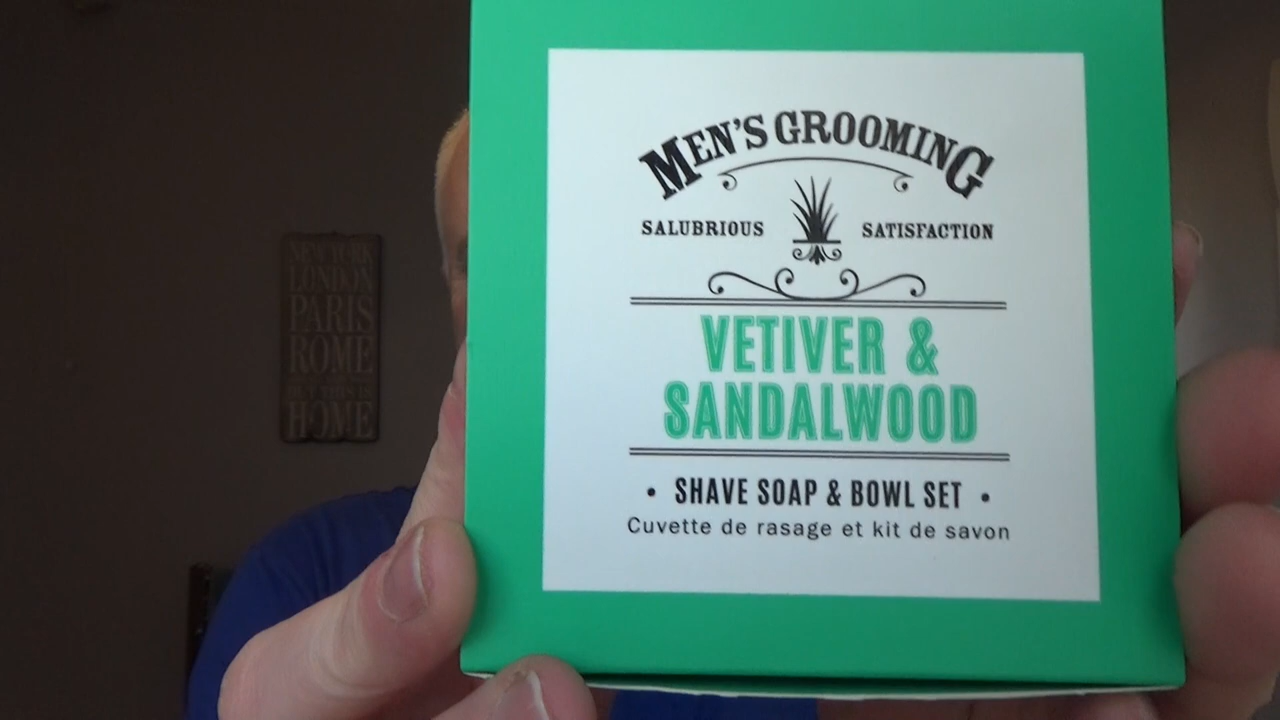 MEN'S GROOMING
SALUBRIOUS SATISFACTION
VETIVER &
SANDALWOOD
• SHAVE SOAP & BOWL SET •
Cuvette de rasage et kit de savon
NEW YORK
LONDON
PARIS
ROME
HOME